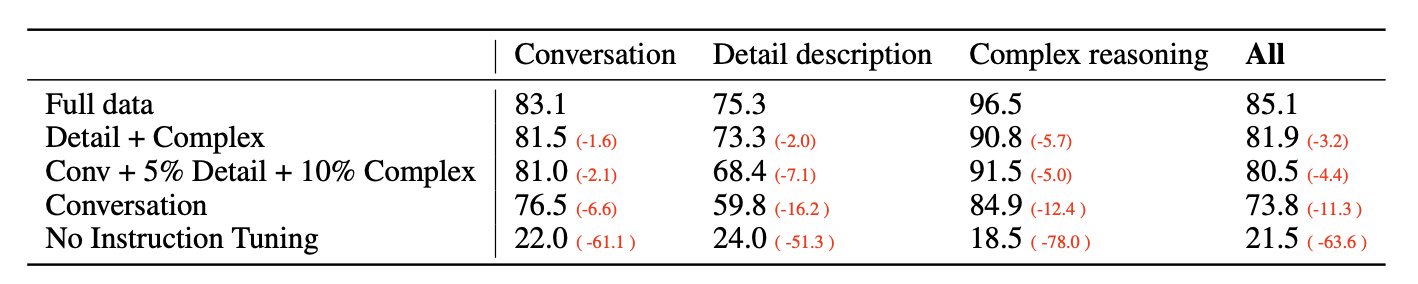 Conversation Detail description Complex reasoning All
Full data 83.1 75.3 96.5 85.1
Detail + Complex 81.5 (-1.6) 73.3 (-2.0) 90.8 (-5.7) 81.9 (-3.2)
Conv + 5% Detail + 10% Complex 81.0 (-2.1) 68.4 (-7.1) 91.5 (-5.0) 80.5 (-4.4)
Conversation 76.5 (-6.6) 59.8 (-16.2 ) 84.9 (-12.4 ) 73.8 (-11.3 )
No Instruction Tuning 22.0 ( -61.1 ) 24.0 ( -51.3 ) 18.5 ( -78.0 ) 21.5 ( -63.6 )